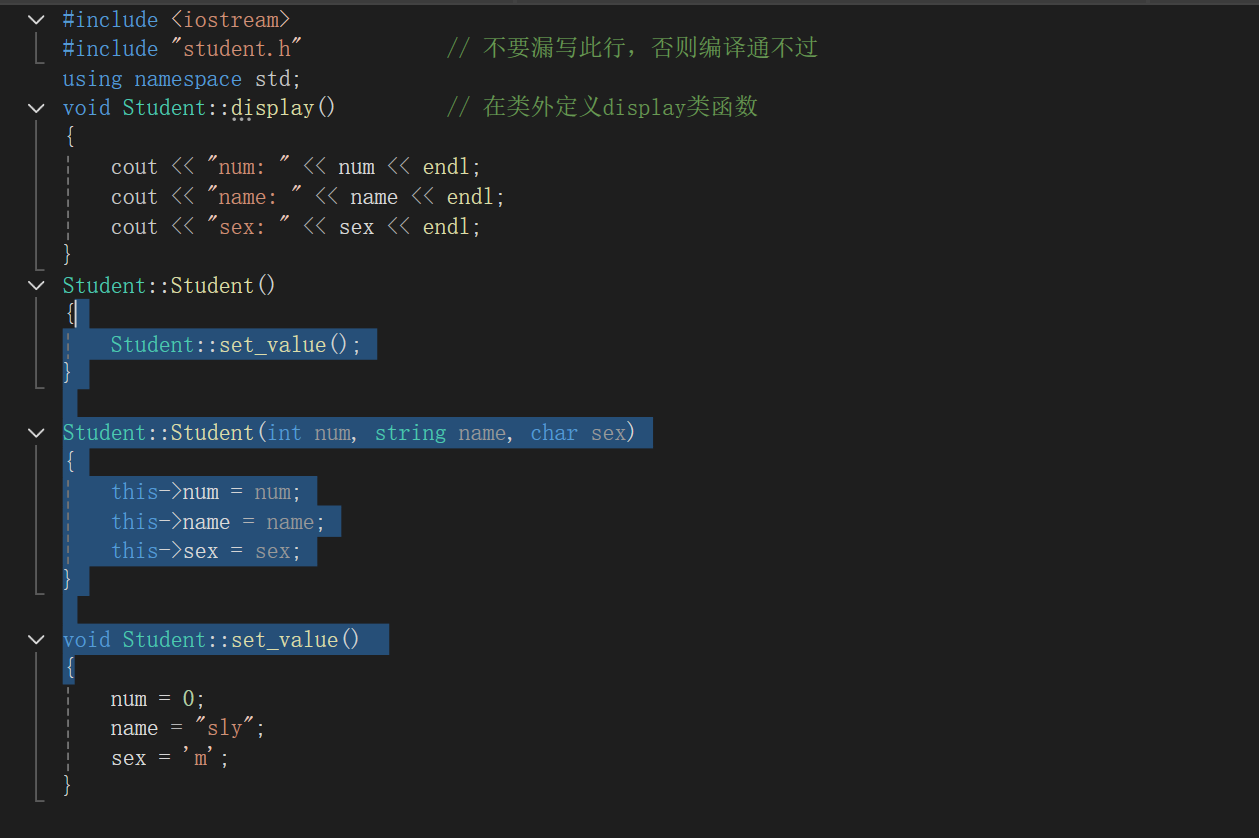 #include <iostream>
#include "student.h"            // 不要漏写此行，否则编译通不过
using namespace std;
void Student::display()         // 在类外定义display类函数
{
    cout << "num: " << num << endl;
    cout << "name: " << name << endl;
    cout << "sex: " << sex << endl;
}
Student::Student()
{
    Student::set_value();
}

Student::Student(int num, string name, char sex)
{
    this->num = num;
    this->name = name;
    this->sex = sex;
}

void Student::set_value()
{
    num = 0;
    name = "sly";
    sex = 'm';
}